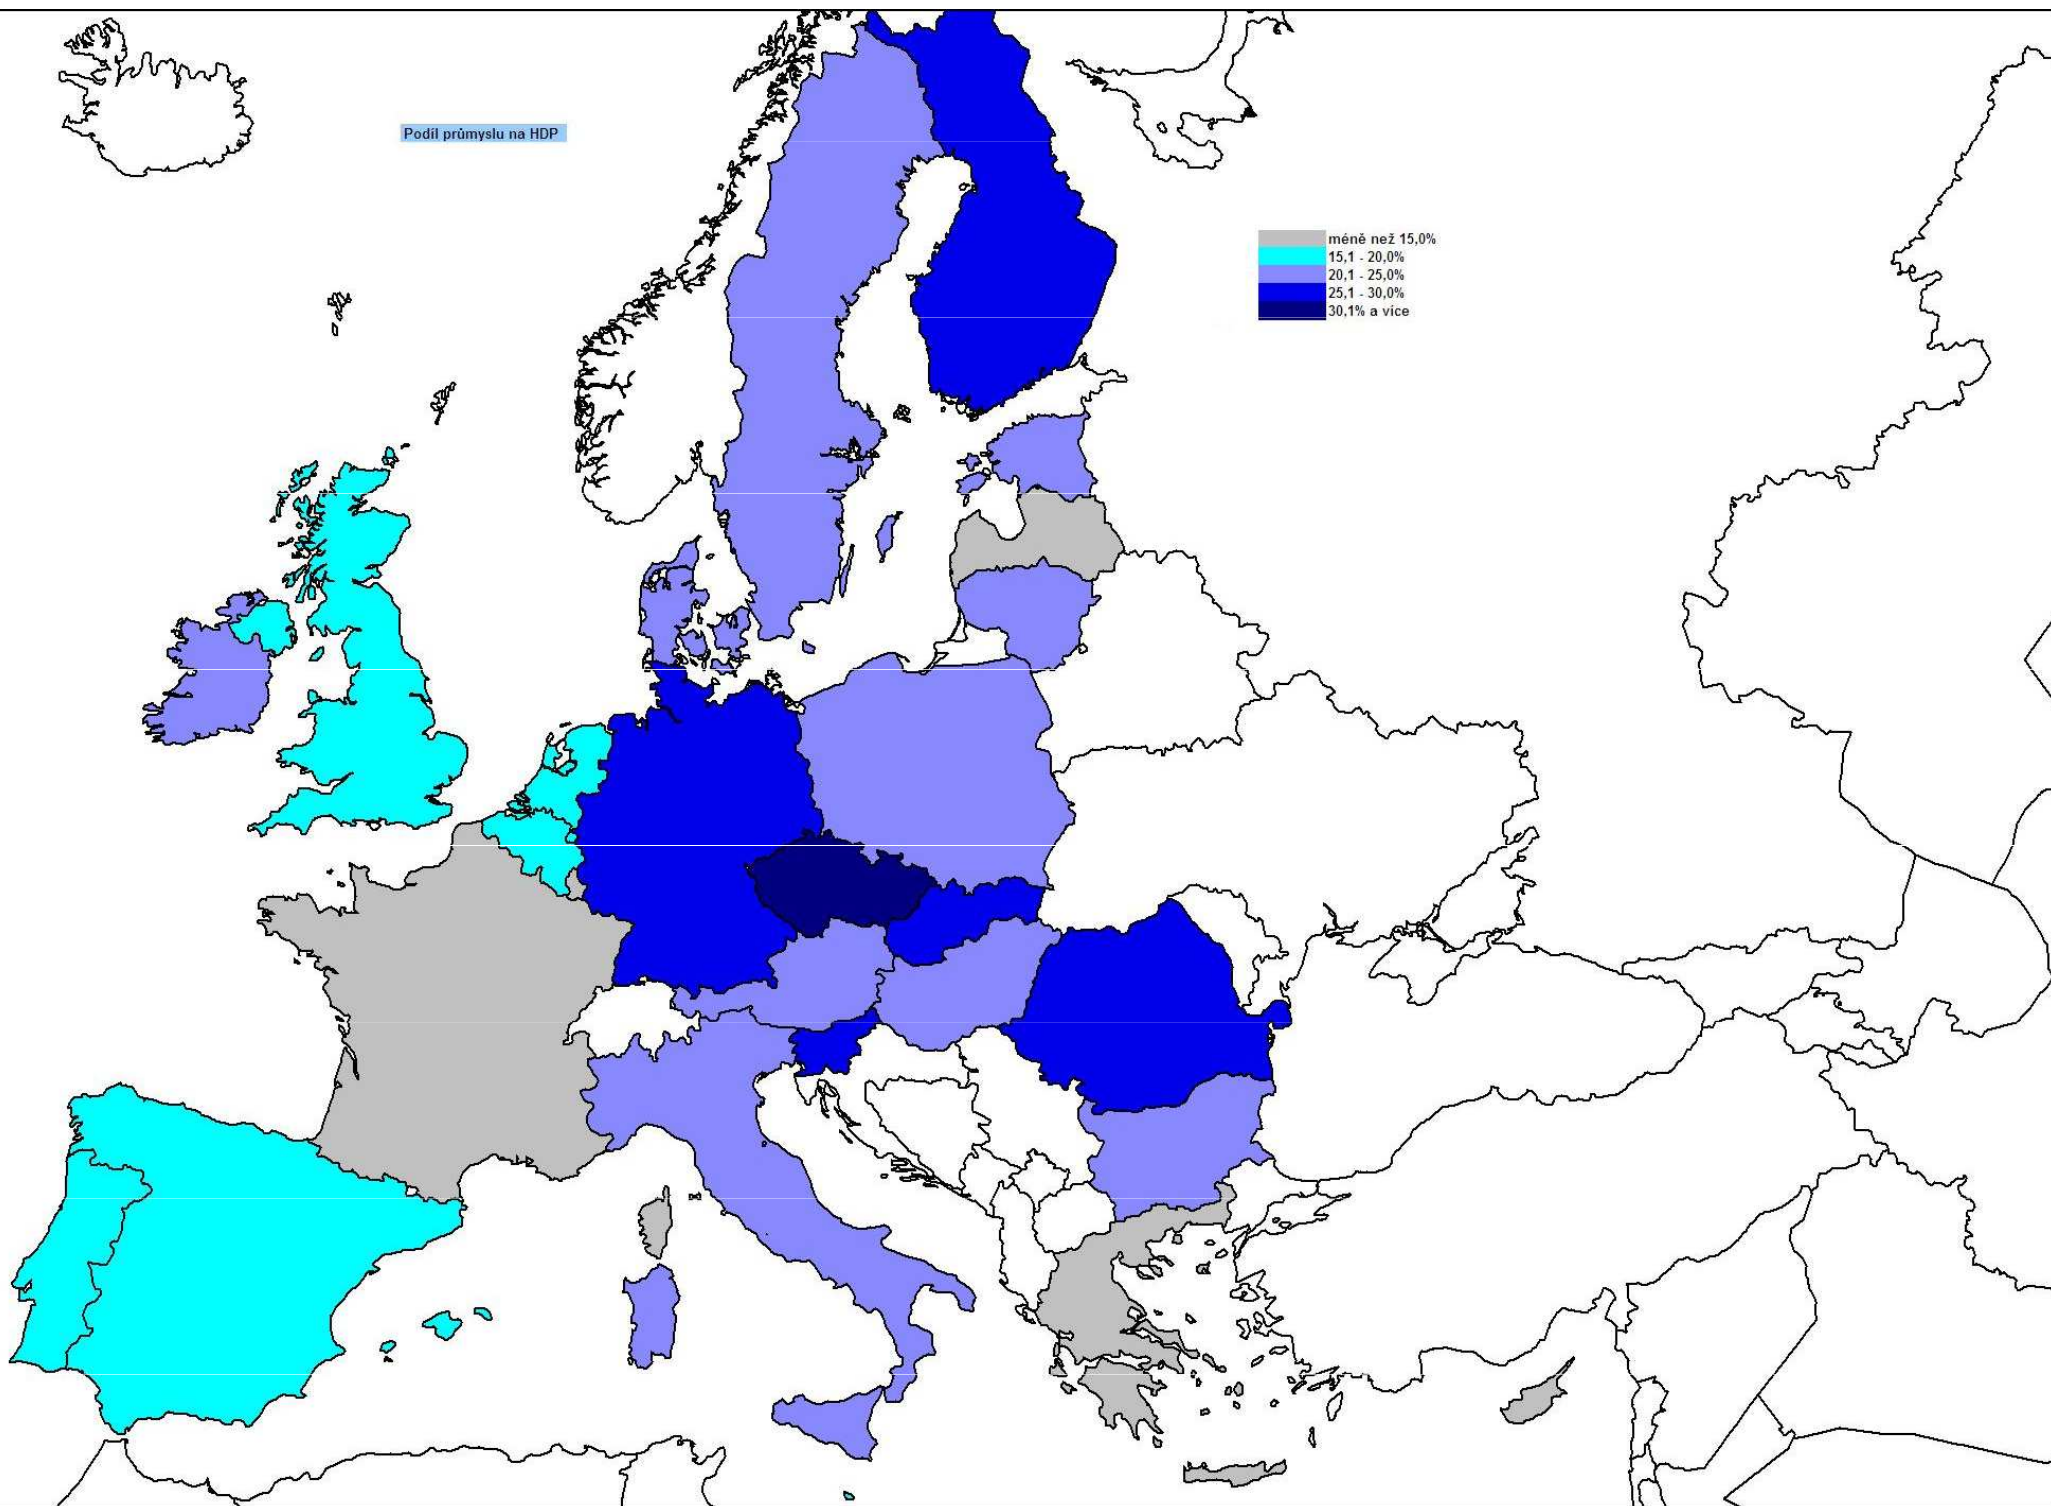 Podíl průmyslu na HDP
méně než 15,0%
15,1 - 20,0%
20,1 - 25,0%
25,1 - 30,0%
30,1% a více